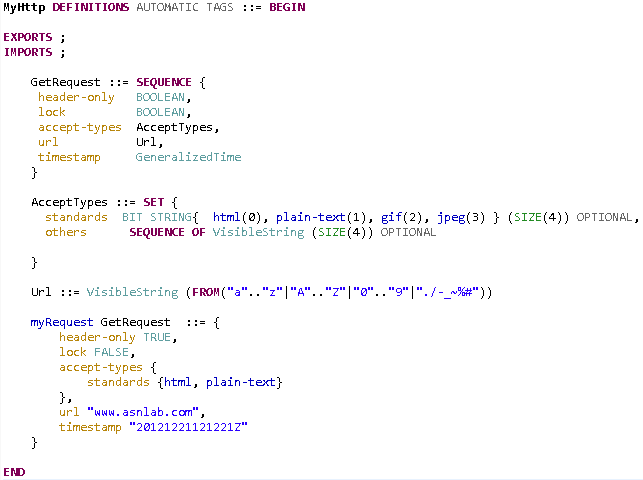 MyHttp DEFINITIONS AUTOMATIC TAGS ::= BEGIN
EXPORTS ;
IMPORTS ;
GetRequest ::= SEQUENCE {
header-only BOOLEAN,
lock BOOLEAN,
accept-types AcceptTypes,
url Url,
timestamp GeneralizedTime
}
AcceptTypes ::= SET {
standards BIT STRING{ html(0), plain-text(1), gif(2), jpeg(3) } (SIZE(4)) OPTIONAL,
others SEQUENCE OF VisibleString (SIZE(4)) OPTIONAL
}
Url ::= VisibleString (FROM("a".."z"|"A".."Z"|"0".."9"|"./-_~%#"))
myRequest GetRequest ::= {
header-only TRUE,
lock FALSE,
accept-types {
standards {html, plain-text}
},
url "www.asnlab.com",
timestamp "20121221121221Z"
}
END